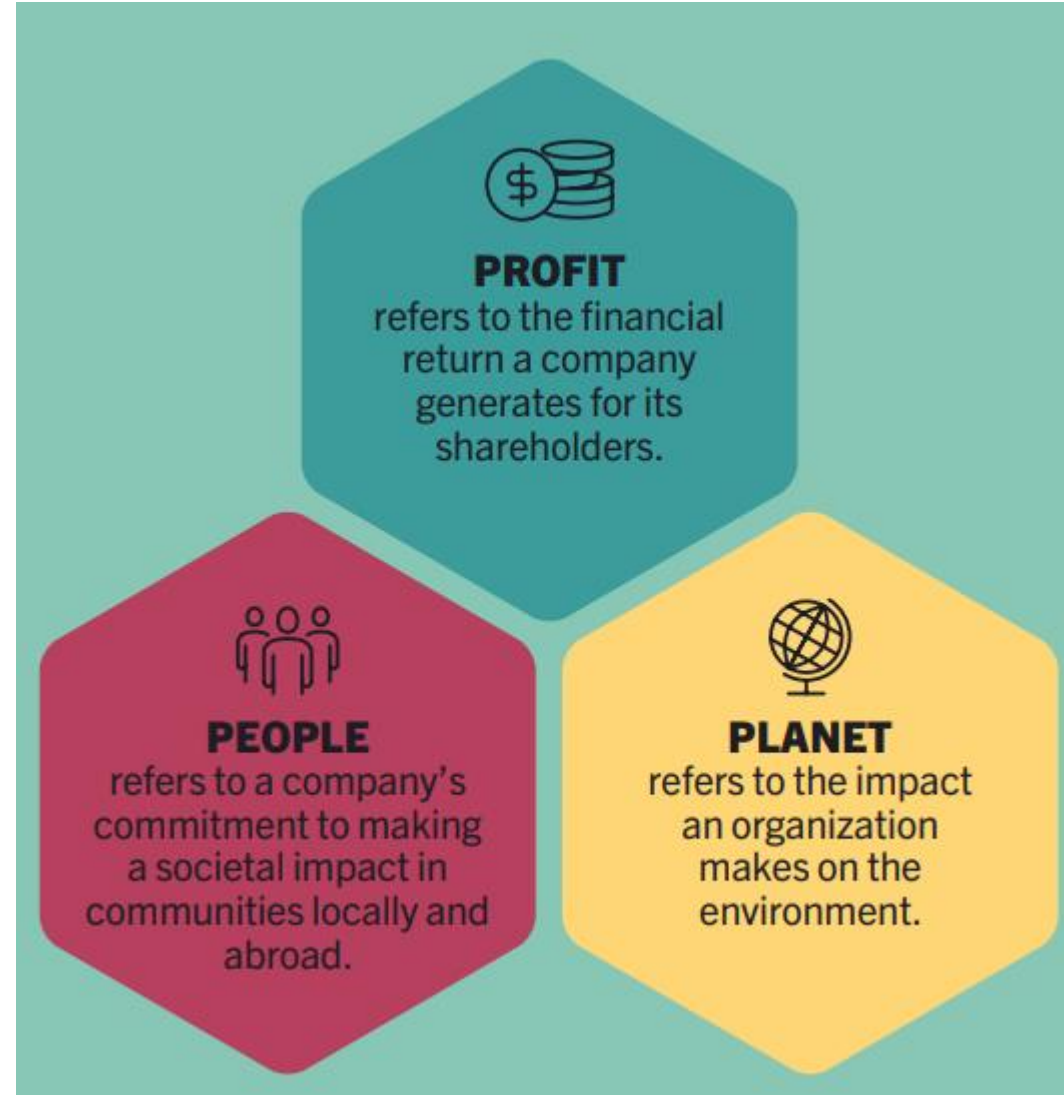 $
PROFIT
refers to the financial
return a company
generates for its
shareholders.
PEOPLE
refers to a company’s
commitment to making
a societal impact in
communities locally and
abroad.
PLANET
refers to the impact
an organization
makes on the
environment.